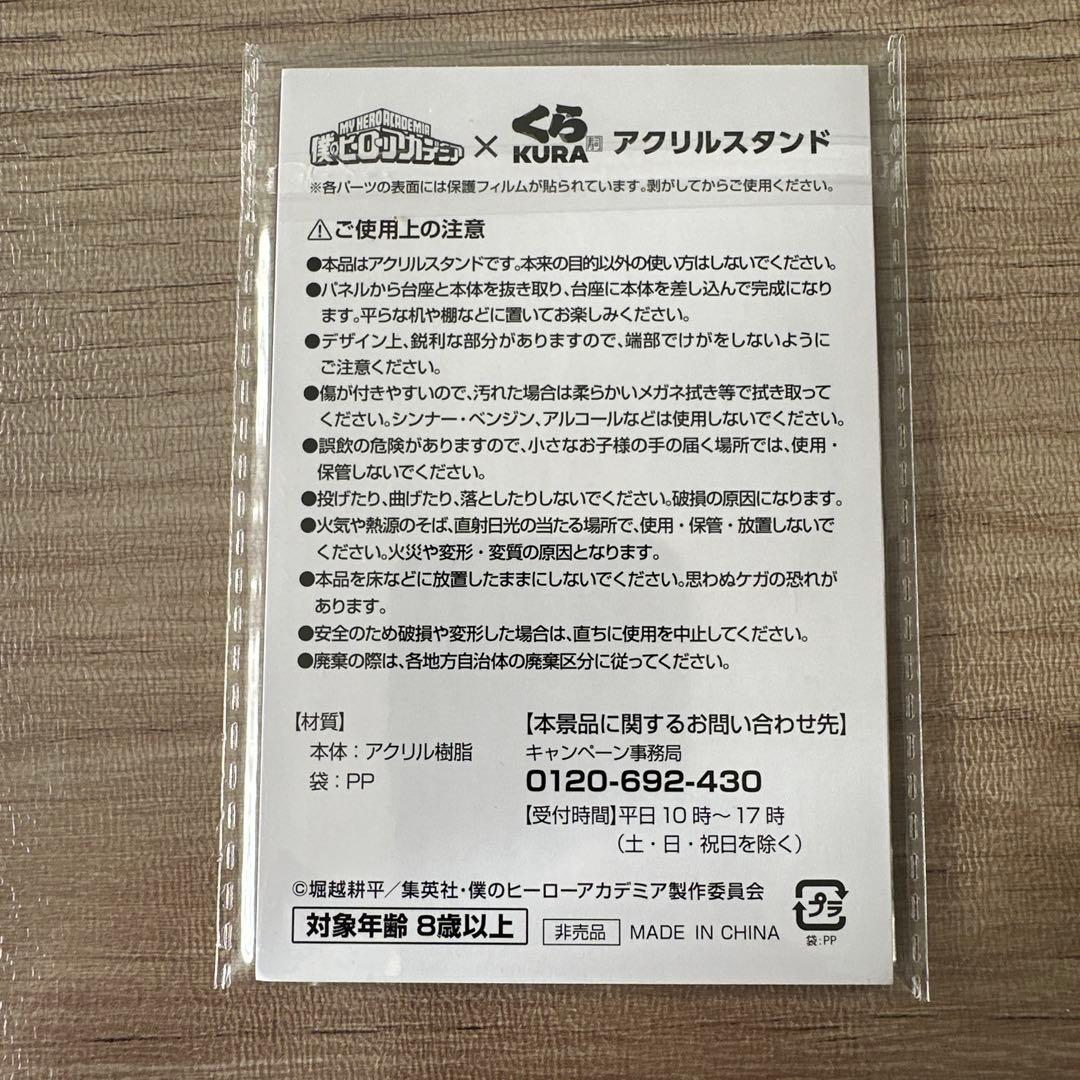 MY HERO ACADEMIA
僕のヒーローアカデミア × くら KURA アクリルスタンド
※各パーツの表面には保護フィルムが貼られています。剥がしてからご使用ください。
⚠ご使用上の注意
●本品はアクリルスタンドです。本来の目的以外の使い方はしないでください。
●パネルから台座と本体を抜き取り、台座に本体を差し込んで完成になり
ます。平らな机や棚などに置いてお楽しみください。
●デザイン上、鋭利な部分がありますので、端部でけがをしないように
ご注意ください。
●傷が付きやすいので、汚れた場合は柔らかいメガネ拭き等で拭き取って
ください。シンナー・ベンジン、アルコールなどは使用しないでください。
●誤飲の危険がありますので、小さなお子様の手の届く場所では、使用・
保管しないでください。
●投げたり、曲げたり、落としたりしないでください。破損の原因になります。
●火気や熱源のそば、直射日光の当たる場所で、使用・保管・放置しないで
ください。火災や変形・変質の原因となります。
●本品を床などに放置したままにしないでください。思わぬケガの恐れが
あります。
●安全のため破損や変形した場合は、直ちに使用を中止してください。
●廃棄の際は、各地方自治体の廃棄区分に従ってください。
【材質】
本体：アクリル樹脂
袋：PP
【本景品に関するお問い合わせ先】
キャンペーン事務局
0120-692-430
【受付時間】平日10時～17時
（土・日・祝日を除く）
©堀越耕平／集英社・僕のヒーローアカデミア製作委員会
対象年齢 8歳以上
非売品
MADE IN CHINA
プラ
袋：PP